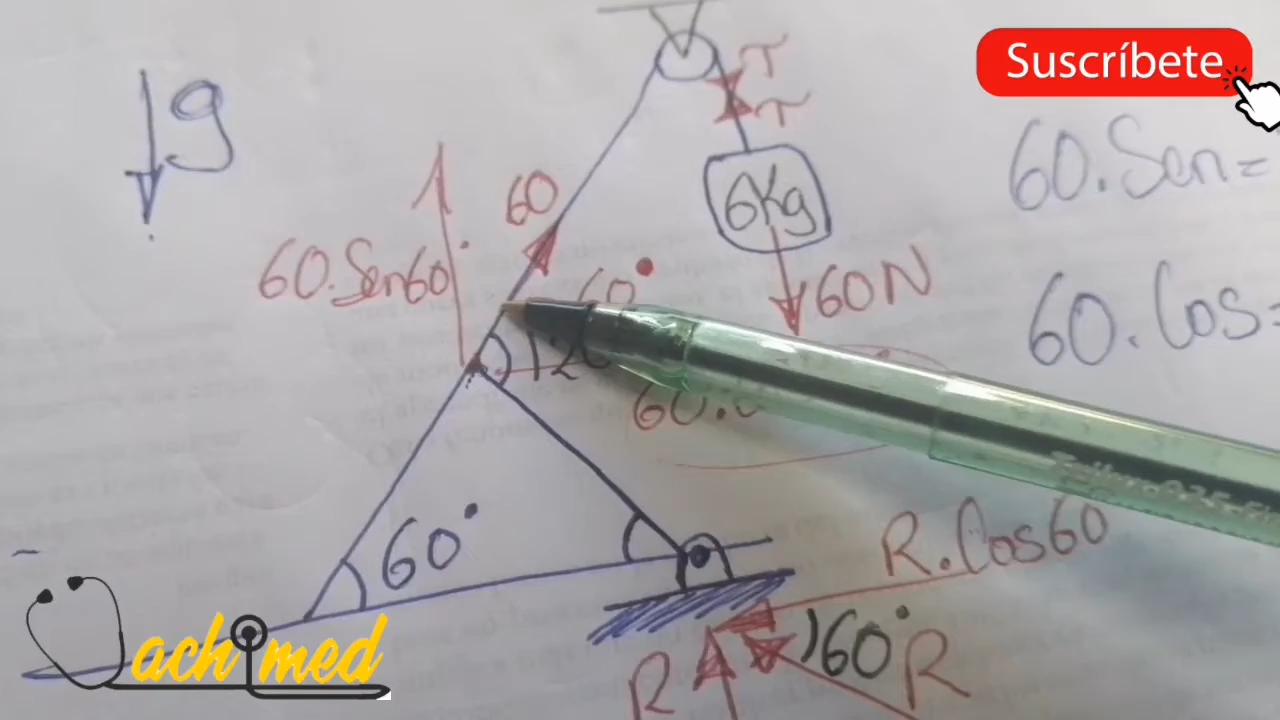 Suscríbete
g
T
T
6Kg
60.Sen=
60
60.Sen60°
60°
60N
60.Cos=
120°
60.
60°
R.Cos60
)60°
R
R
achimed